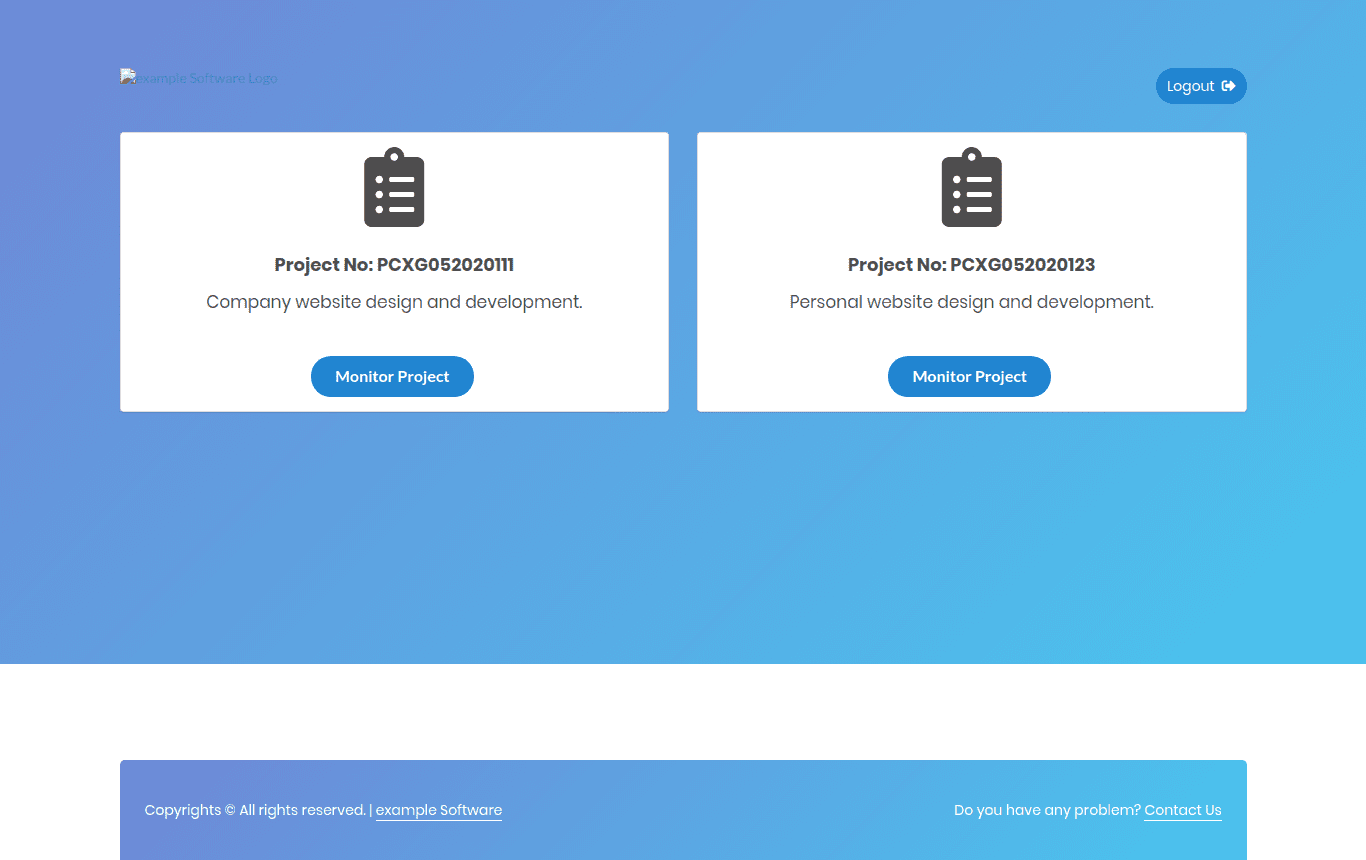 example Software Logo
Logout
Project No: PCXG052020111
Company website design and development.
Monitor Project
Project No: PCXG052020123
Personal website design and development.
Monitor Project
Copyrights © All rights reserved. | example Software
Do you have any problem? Contact Us